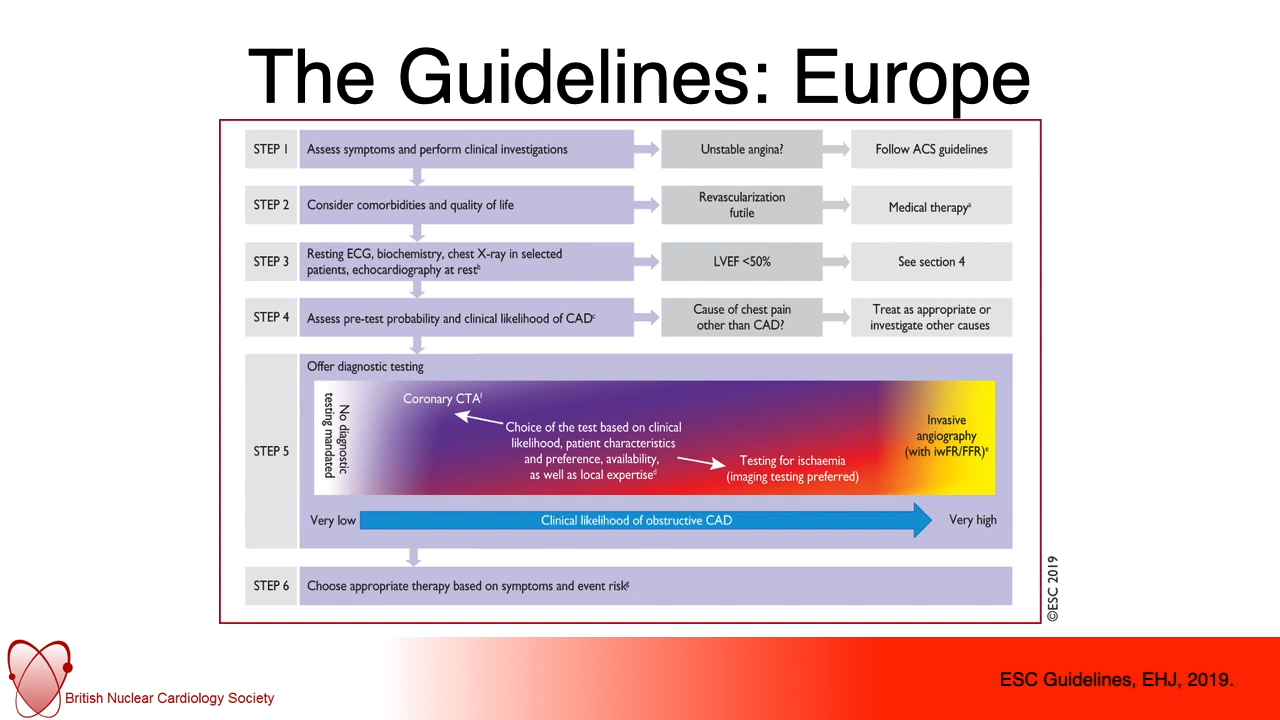 The Guidelines: Europe
STEP 1
Assess symptoms and perform clinical investigations
Unstable angina?
Follow ACS guidelines
STEP 2
Consider comorbidities and quality of life
Revascularization
futile
Medical therapyᵃ
STEP 3
Resting ECG, biochemistry, chest X-ray in selected
patients, echocardiography at restᵇ
LVEF <50%
See section 4
STEP 4
Assess pre-test probability and clinical likelihood of CADᶜ
Cause of chest pain
other than CAD?
Treat as appropriate or
investigate other causes
STEP 5
Offer diagnostic testing
No diagnostic
testing mandated
Coronary CTAᶠ
Choice of the test based on clinical
likelihood, patient characteristics
and preference, availability,
as well as local expertiseᵈ
Testing for ischaemia
(imaging testing preferred)
Invasive
angiography
(with iwFR/FFR)ᵉ
Very low
Clinical likelihood of obstructive CAD
Very high
STEP 6
Choose appropriate therapy based on symptoms and event riskᵍ
©ESC 2019
British Nuclear Cardiology Society
ESC Guidelines, EHJ, 2019.